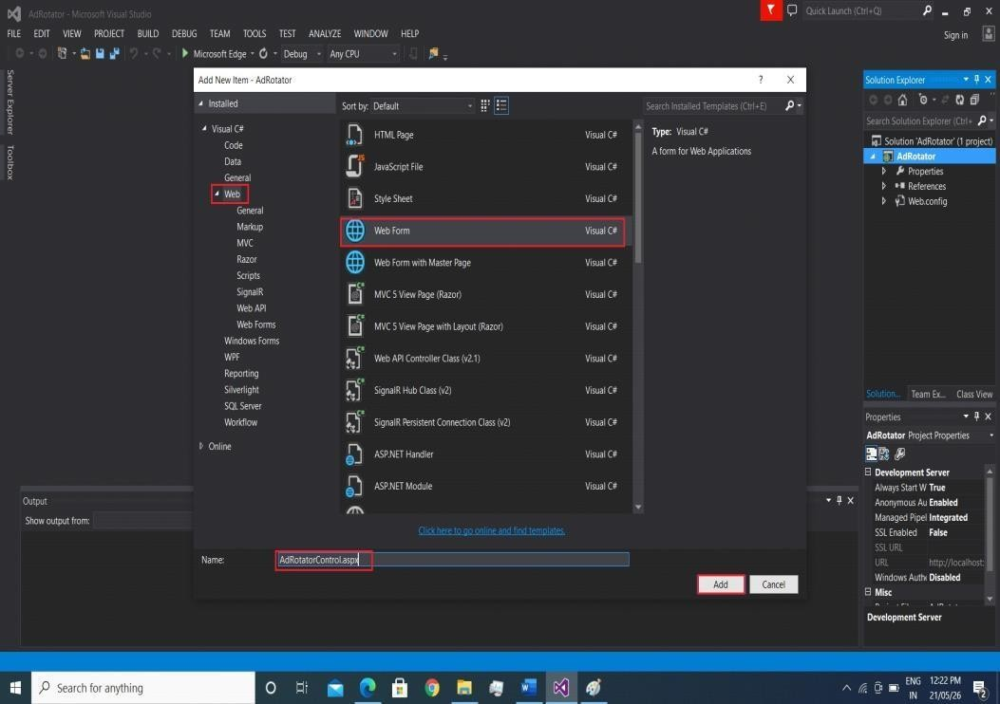 AdRotator - Microsoft Visual Studio
Quick Launch (Ctrl+Q)
FILE EDIT VIEW PROJECT BUILD DEBUG TEAM TOOLS TEST ANALYZE WINDOW HELP
Sign in
Microsoft Edge Debug Any CPU
Server Explorer
Toolbox
Add New Item - AdRotator
? X
Installed
Sort by: Default
Search Installed Templates (Ctrl+E)
Visual C#
Code
Data
General
Web
General
Markup
MVC
Razor
Scripts
SignalR
Web API
Web Forms
Windows Forms
WPF
Reporting
Silverlight
SQL Server
Workflow
Online
HTML Page Visual C#
JavaScript File Visual C#
Style Sheet Visual C#
Web Form Visual C#
Web Form with Master Page Visual C#
MVC 5 View Page (Razor) Visual C#
MVC 5 View Page with Layout (Razor) Visual C#
Web API Controller Class (v2.1) Visual C#
SignalR Hub Class (v2) Visual C#
SignalR Persistent Connection Class (v2) Visual C#
ASP.NET Handler Visual C#
ASP.NET Module Visual C#
Type: Visual C#
A form for Web Applications
Click here to go online and find templates.
Name: AdRotatorControl.aspx
Add Cancel
Output
Show output from:
Solution Explorer
Search Solution Explorer (Ctrl+
Solution 'AdRotator' (1 project)
AdRotator
Properties
References
Web.config
Solution... Team Ex... Class View
Properties
AdRotator Project Properties
Development Server
Always Start W True
Anonymous Au Enabled
Managed Pipel Integrated
SSL Enabled False
SSL URL
URL http://localhost:
Windows Authe Disabled
Misc
Development Server
Search for anything
ENG
IN
12:22 PM
21/05/26
2